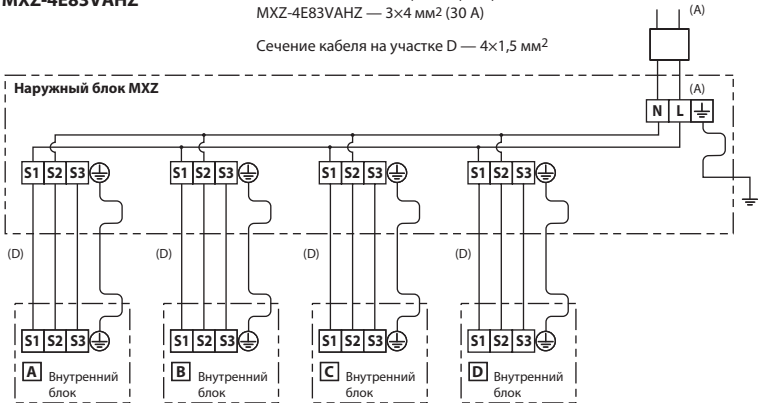 MXZ-4E83VAHZ
MXZ-4E83VAHZ — 3×4 мм2 (30 А)
(A)
Сечение кабеля на участке D — 4×1,5 мм2
Наружный блок MXZ
(A)
N L
S1 S2 S3 S1 S2 S3 S1 S2 S3 S1 S2 S3
(D) (D) (D) (D)
S1 S2 S3 S1 S2 S3 S1 S2 S3 S1 S2 S3
A Внутренний блок
B Внутренний блок
C Внутренний блок
D Внутренний блок